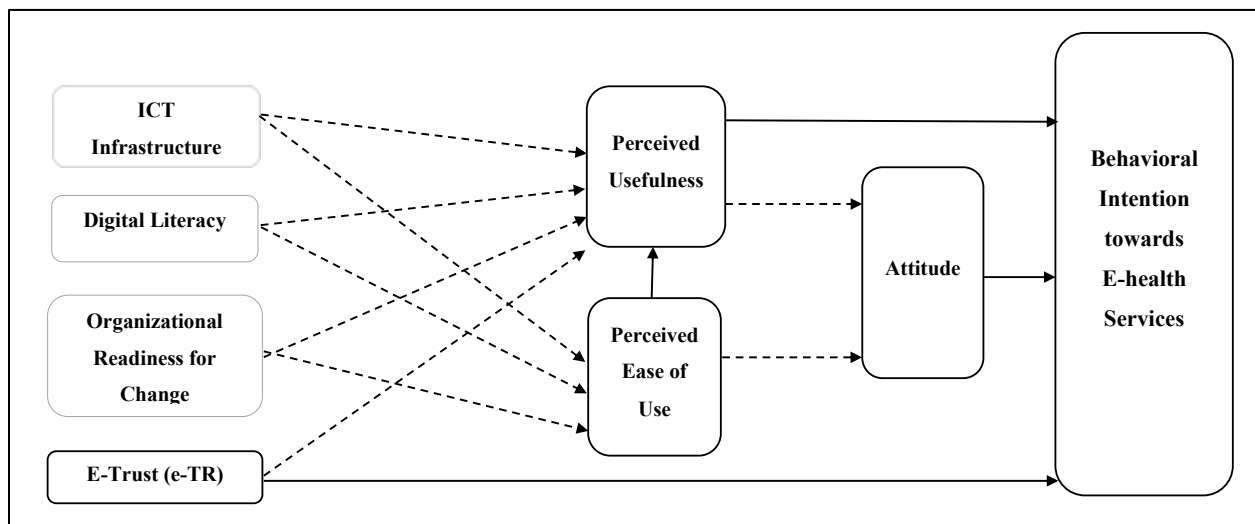 ICT
Infrastructure
Digital Literacy
Organizational
Readiness for
Change
E-Trust (e-TR)
Perceived
Usefulness
Perceived
Ease of
Use
Attitude
Behavioral
Intention
towards
E-health
Services